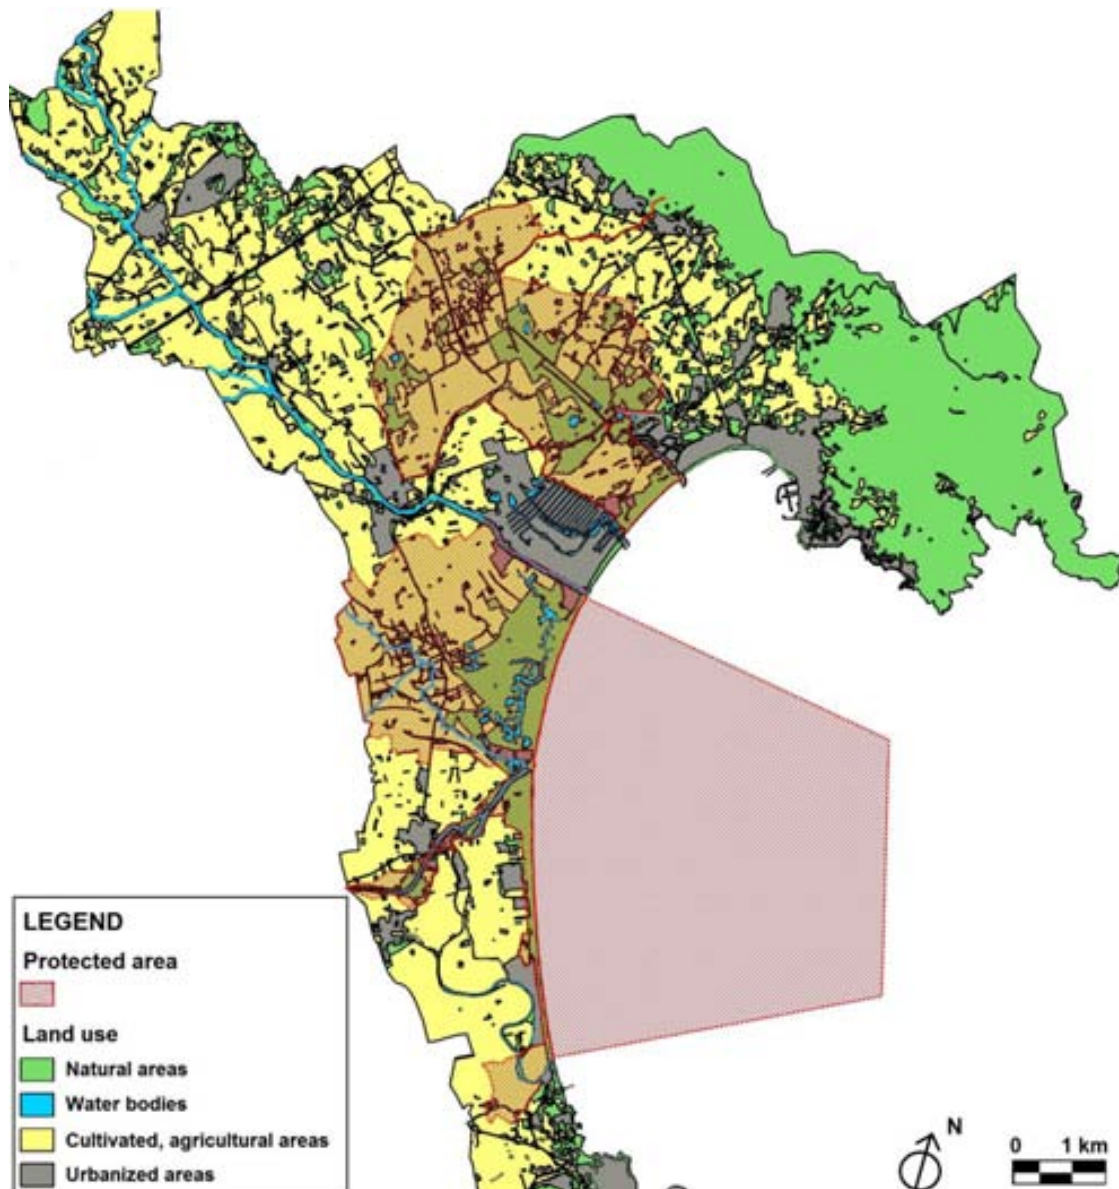 LEGEND
Protected area
Land use
Natural areas
Water bodies
Cultivated, agricultural areas
Urbanized areas
N
0 1 km